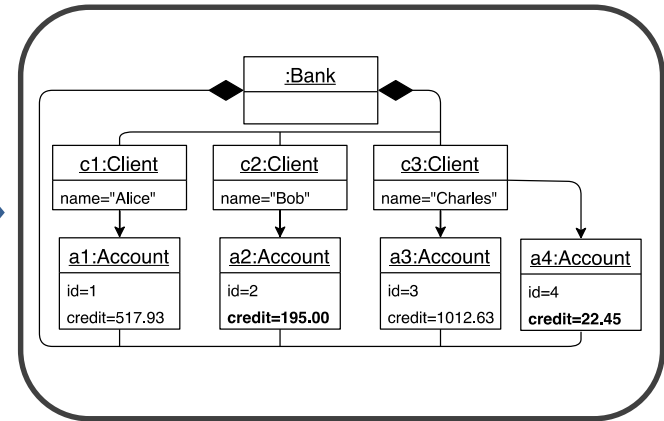 :Bank
c1:Client
name="Alice"
c2:Client
name="Bob"
c3:Client
name="Charles"
a1:Account
id=1
credit=517.93
a2:Account
id=2
credit=195.00
a3:Account
id=3
credit=1012.63
a4:Account
id=4
credit=22.45